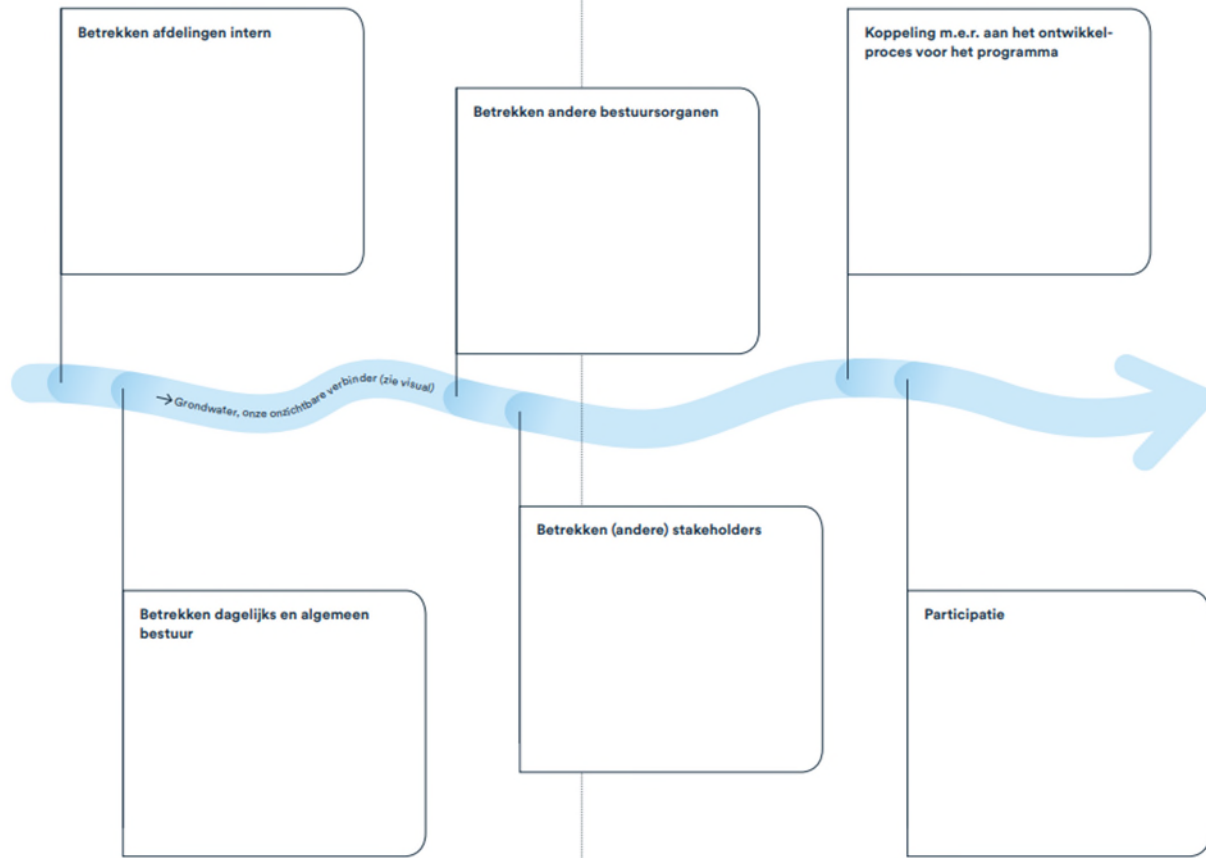 Betrekken afdelingen intern
Betrekken andere bestuursorganen
Koppeling m.e.r. aan het ontwikkel-
proces voor het programma
→Grondwater, onze onzichtbare verbinder (zie visual)
Betrekken dagelijks en algemeen
bestuur
Betrekken (andere) stakeholders
Participatie